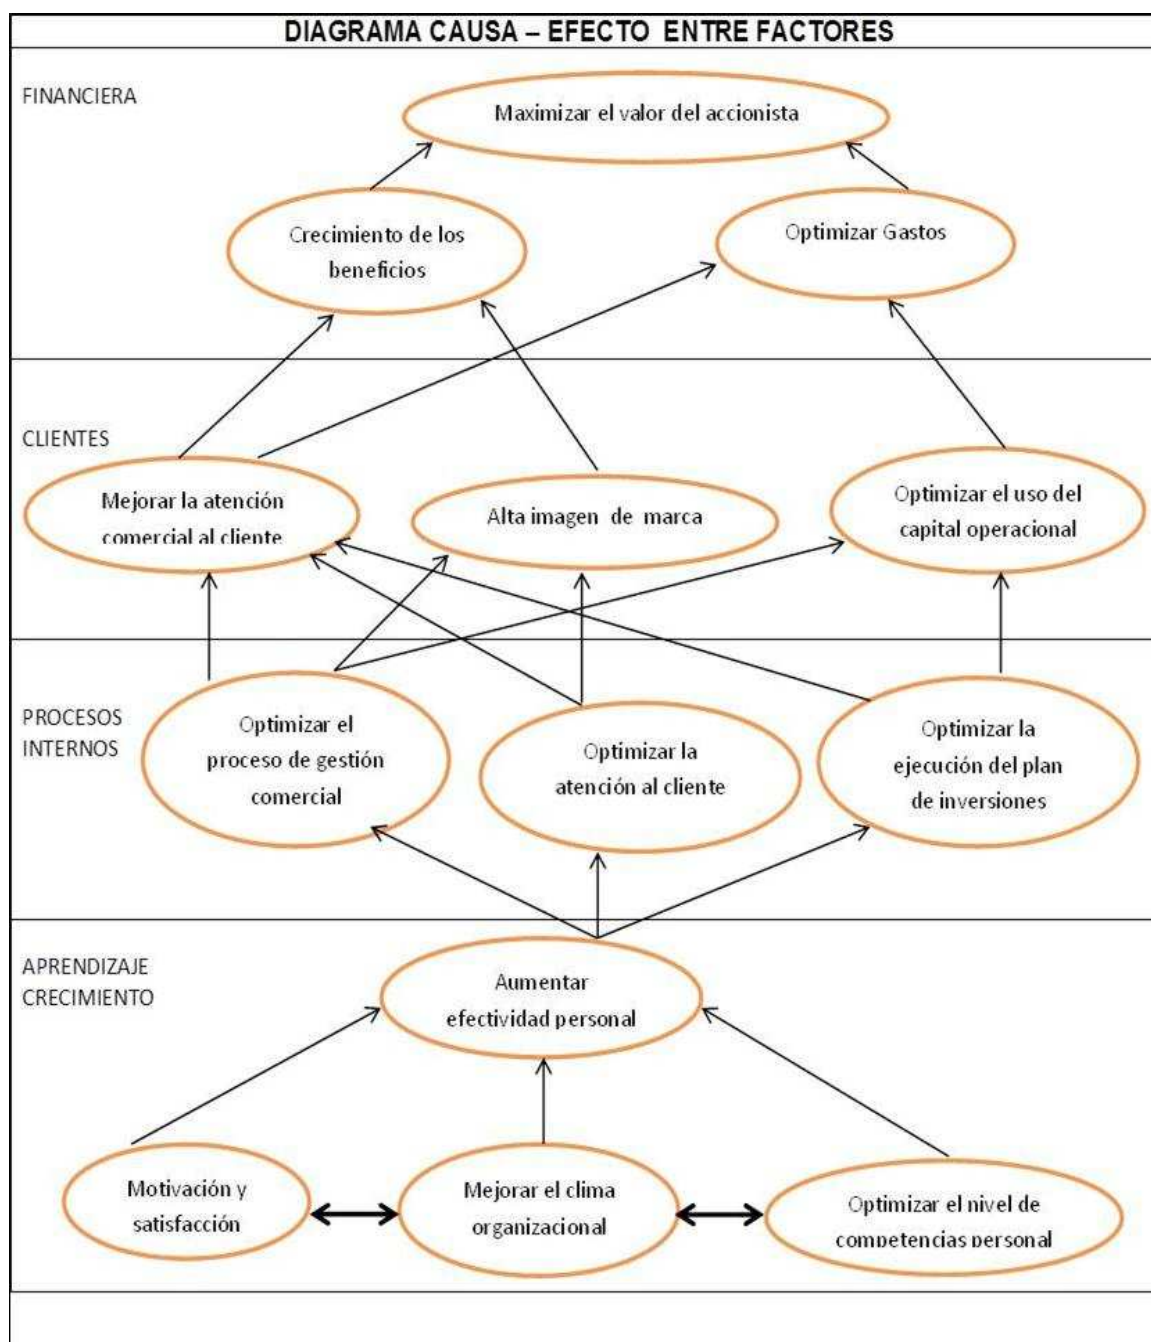 DIAGRAMA CAUSA – EFECTO ENTRE FACTORES
FINANCIERA
Maximizar el valor del accionista
Crecimiento de los
beneficios
Optimizar Gastos
CLIENTES
Mejorar la atención
comercial al cliente
Alta imagen de marca
Optimizar el uso del
capital operacional
PROCESOS
INTERNOS
Optimizar el
proceso de gestión
comercial
Optimizar la
atención al cliente
Optimizar la
ejecución del plan
de inversiones
APRENDIZAJE
CRECIMIENTO
Aumentar
efectividad personal
Motivación y
satisfacción
Mejorar el clima
organizacional
Optimizar el nivel de
competencias personal